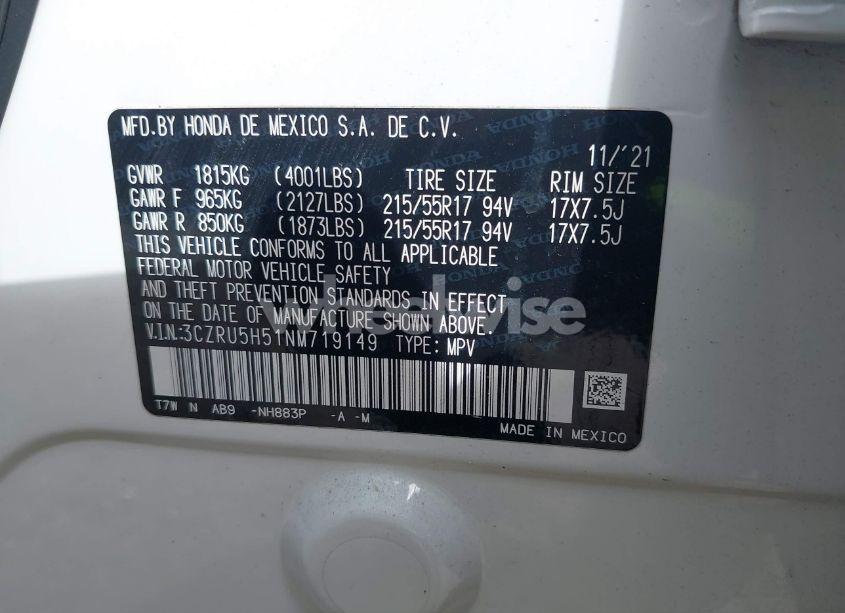 MFD.BY HONDA DE MEXICO S.A. DE C.V.
11/'21
GVWR 1815KG (4001LBS) TIRE SIZE RIM SIZE
GAWR F 965KG (2127LBS) 215/55R17 94V 17X7.5J
GAWR R 850KG (1873LBS) 215/55R17 94V 17X7.5J
THIS VEHICLE CONFORMS TO ALL APPLICABLE
FEDERAL MOTOR VEHICLE SAFETY
AND THEFT PREVENTION STANDARDS IN EFFECT
ON THE DATE OF MANUFACTURE SHOWN ABOVE.
V.I.N:3CZRU5H51NM719149 TYPE: MPV
T7W N AB9 -NH883P -A -M
MADE IN MEXICO
wheelwise